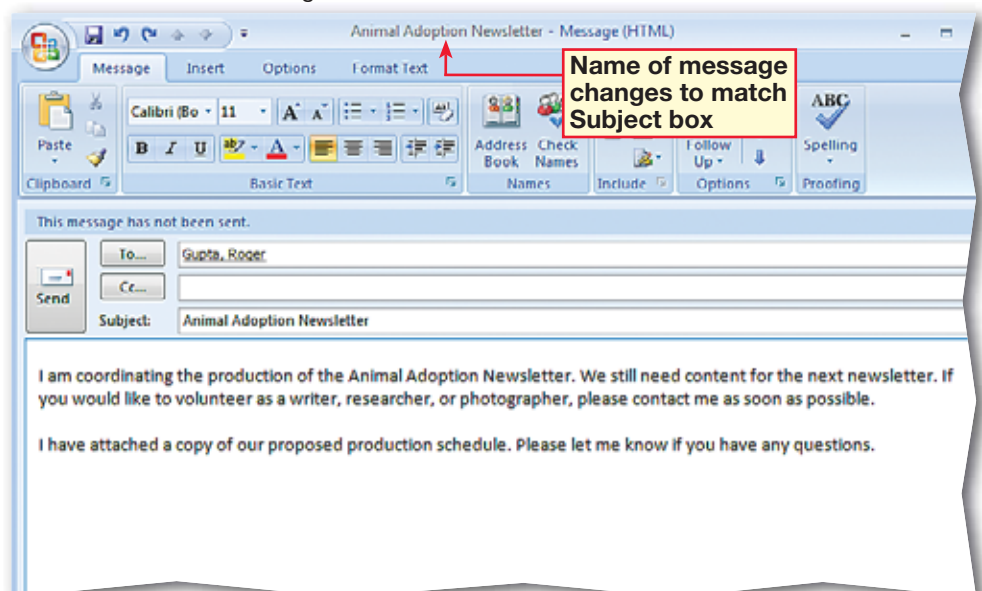 Animal Adoption Newsletter - Message (HTML)
Message Insert Options Format Text
Name of message
changes to match
Subject box
Calibri (Bo 11 A A
ABC
Paste
B I U ab A
Address Check
Book Names
Follow
Up
Spelling
Clipboard Basic Text Names Include Options Proofing
This message has not been sent.
To... Gupta, Roger
Cc...
Send
Subject: Animal Adoption Newsletter
I am coordinating the production of the Animal Adoption Newsletter. We still need content for the next newsletter. If
you would like to volunteer as a writer, researcher, or photographer, please contact me as soon as possible.
I have attached a copy of our proposed production schedule. Please let me know if you have any questions.